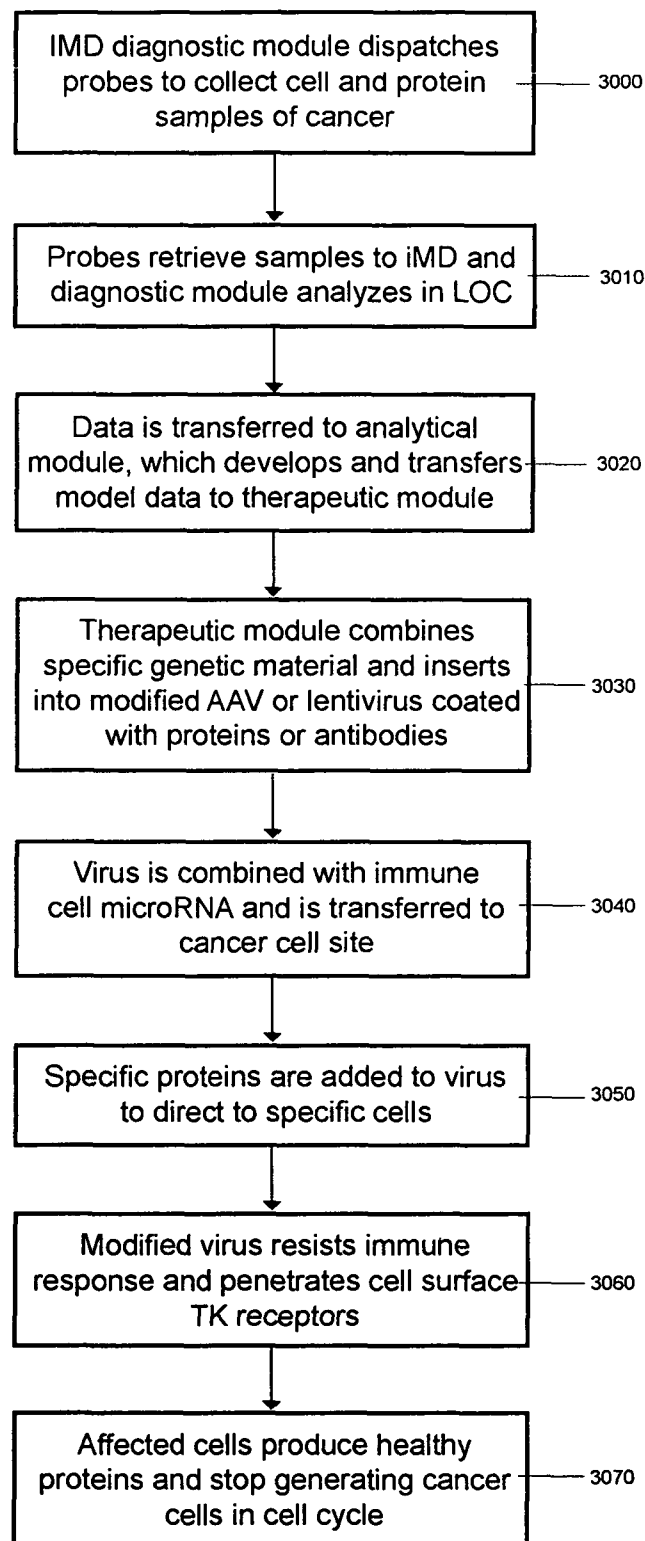 IMD diagnostic module dispatches
probes to collect cell and protein
samples of cancer
3000
Probes retrieve samples to iMD and
diagnostic module analyzes in LOC
3010
Data is transferred to analytical
module, which develops and transfers
model data to therapeutic module
3020
Therapeutic module combines
specific genetic material and inserts
into modified AAV or lentivirus coated
with proteins or antibodies
3030
Virus is combined with immune
cell microRNA and is transferred to
cancer cell site
3040
Specific proteins are added to virus
to direct to specific cells
3050
Modified virus resists immune
response and penetrates cell surface
TK receptors
3060
Affected cells produce healthy
proteins and stop generating cancer
cells in cell cycle
3070